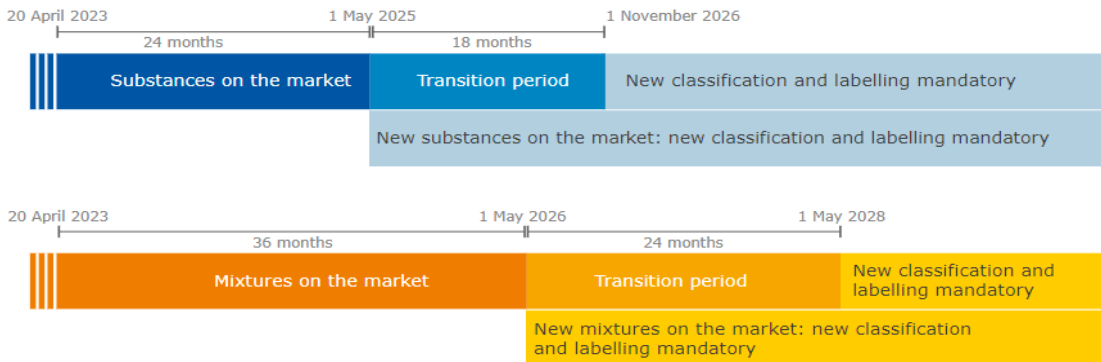 20 April 2023
1 May 2025
1 November 2026
24 months
18 months
Substances on the market
Transition period
New classification and labelling mandatory
New substances on the market: new classification and labelling mandatory
20 April 2023
1 May 2026
1 May 2028
36 months
24 months
Mixtures on the market
Transition period
New classification and
labelling mandatory
New mixtures on the market: new classification
and labelling mandatory